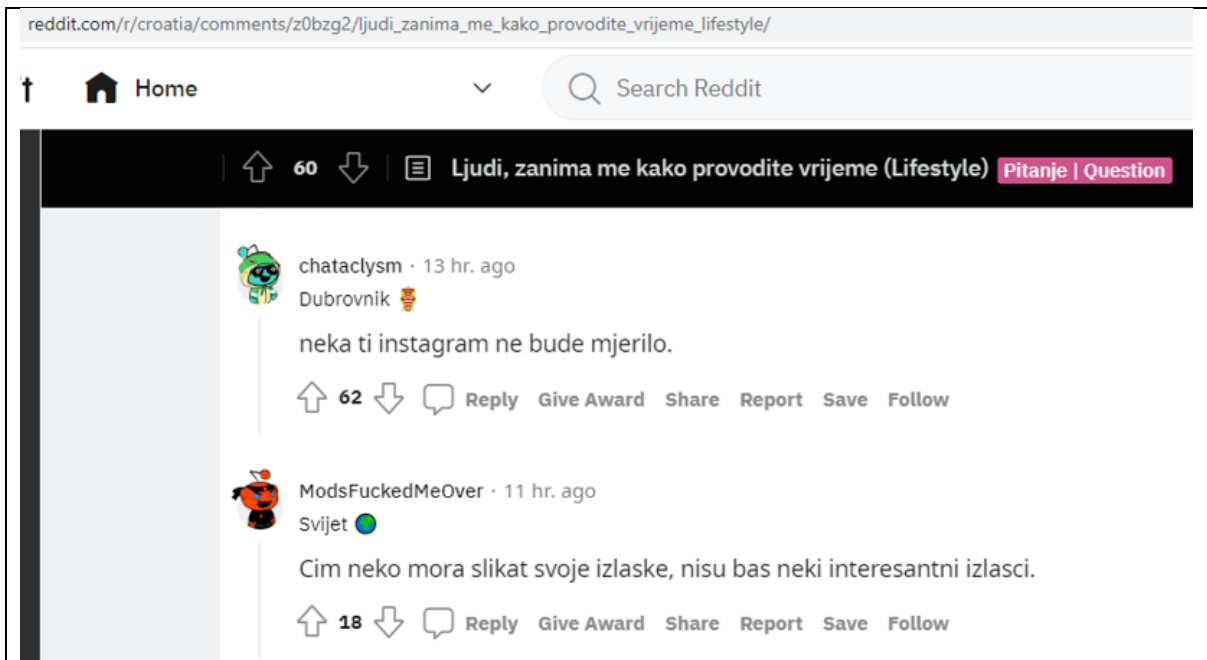 reddit.com/r/croatia/comments/z0bzg2/ljudi_zanima_me_kako_provodite_vrijeme_lifestyle/
t Home Search Reddit
60 Ljudi, zanima me kako provodite vrijeme (Lifestyle) Pitanje | Question
chataclysm · 13 hr. ago
Dubrovnik
neka ti instagram ne bude mjerilo.
62 Reply Give Award Share Report Save Follow
ModsFuckedMeOver · 11 hr. ago
Svijet
Cim neko mora slikat svoje izlaske, nisu bas neki interesantni izlasci.
18 Reply Give Award Share Report Save Follow